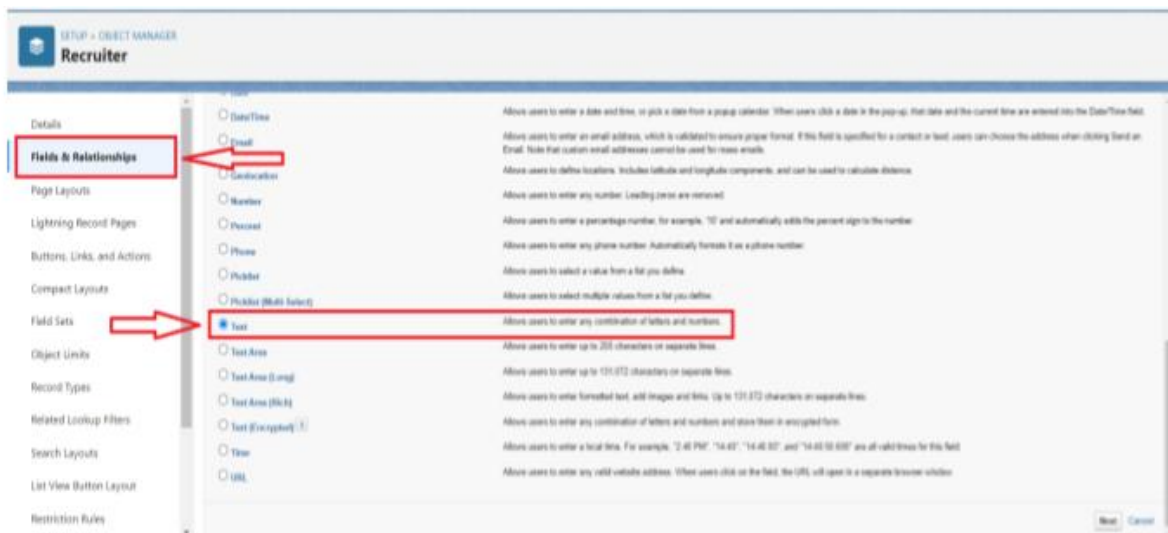 SETUP > OBJECT MANAGER
Recruiter
Details
Fields & Relationships
Page Layouts
Lightning Record Pages
Buttons, Links, and Actions
Compact Layouts
Field Sets
Object Limits
Record Types
Related Lookup Filters
Search Layouts
List View Button Layout
Restriction Rules
Date
Date/Time
Allows users to enter a date and time, or pick a date from a popup calendar. When users click a date in the pop-up, that date and the current time are entered into the Date/Time field.
Email
Allows users to enter an email address, which is validated to ensure proper format. If this field is specified for a contact or lead, users can choose the address when clicking Send an
Email. Note that custom email addresses cannot be used for mass emails.
Geolocation
Allows users to define locations. Includes latitude and longitude components, and can be used to calculate distance.
Number
Allows users to enter any number. Leading zeros are removed.
Percent
Allows users to enter a percentage number, for example, '10' and automatically adds the percent sign to the number.
Phone
Allows users to enter any phone number. Automatically formats it as a phone number.
Picklist
Allows users to select a value from a list you define.
Picklist (Multi-Select)
Allows users to select multiple values from a list you define.
Text
Allows users to enter any combination of letters and numbers.
Text Area
Allows users to enter up to 255 characters on separate lines.
Text Area (Long)
Allows users to enter up to 131,072 characters on separate lines.
Text Area (Rich)
Allows users to enter formatted text, add images and links. Up to 131,072 characters on separate lines.
Text (Encrypted)
Allows users to enter any combination of letters and numbers and store them in encrypted form.
Time
Allows users to enter a local time. For example, "2:40 PM", "14:40", "14:40:00", and "14:40:50.600" are all valid times for this field.
URL
Allows users to enter any valid website address. When users click on the field, the URL will open in a separate browser window.
Next Cancel